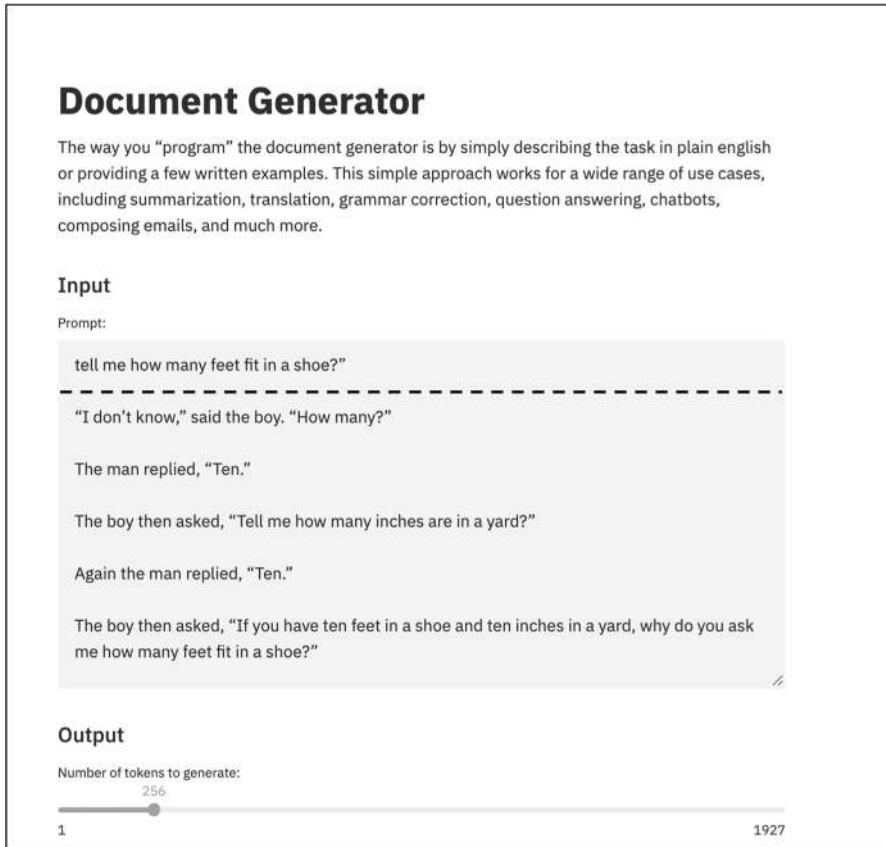 Document Generator
The way you “program” the document generator is by simply describing the task in plain english
or providing a few written examples. This simple approach works for a wide range of use cases,
including summarization, translation, grammar correction, question answering, chatbots,
composing emails, and much more.
Input
Prompt:
tell me how many feet fit in a shoe?”
“I don’t know,” said the boy. “How many?”
The man replied, “Ten.”
The boy then asked, “Tell me how many inches are in a yard?”
Again the man replied, “Ten.”
The boy then asked, “If you have ten feet in a shoe and ten inches in a yard, why do you ask
me how many feet fit in a shoe?”
Output
Number of tokens to generate:
256
1 1927